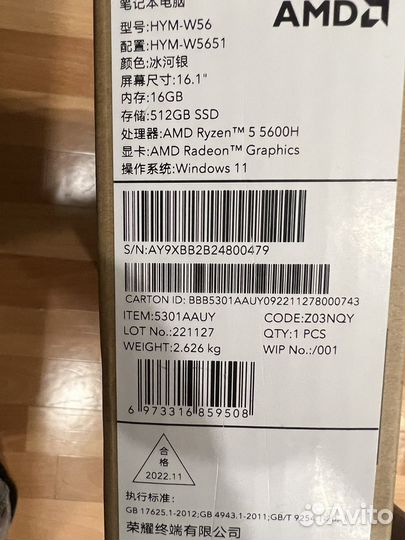 笔记本电脑
AMD
型号:HYM-W56
配置:HYM-W5651
颜色:冰河银
屏幕尺寸:16.1"
内存:16GB
存储:512GB SSD
处理器:AMD Ryzen™ 5 5600H
显卡:AMD Radeon™ Graphics
操作系统:Windows 11
S/N:AY9XBB2B24800479
CARTON ID: BBB5301AAUY092211278000743
ITEM:5301AAUY CODE:Z03NQY
LOT No.:221127 QTY:1 PCS
WEIGHT:2.626 kg WIP No.:/001
6 973316 859508
合格
2022.11
执行标准:
GB 17625.1-2012;GB 4943.1-2011;GB/T 9254
荣耀终端有限公司
Avito